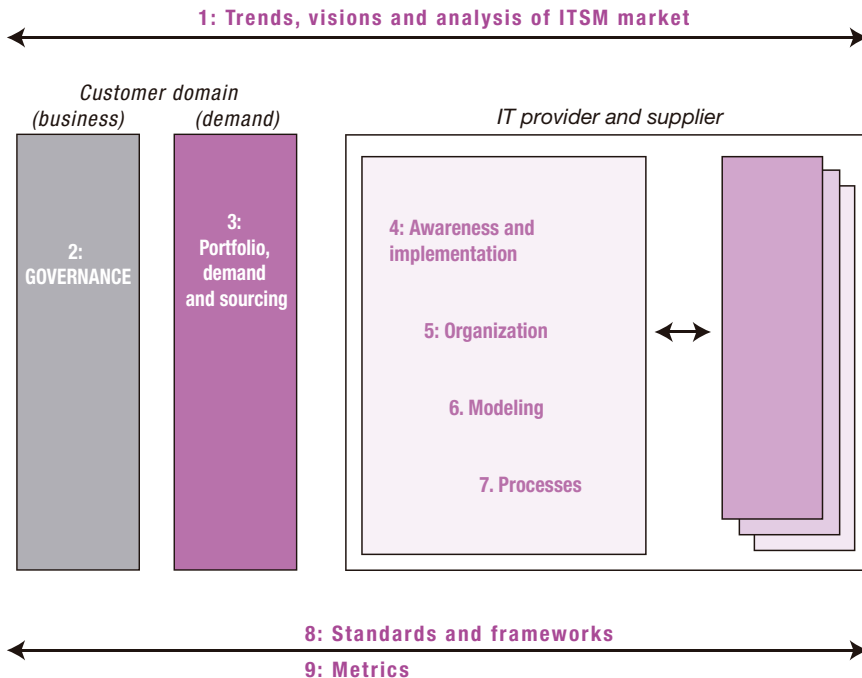 1: Trends, visions and analysis of ITSM market
Customer domain
(business) (demand)
IT provider and supplier
2:
GOVERNANCE
3:
Portfolio,
demand
and sourcing
4: Awareness and
implementation
5: Organization
6. Modeling
7. Processes
8: Standards and frameworks
9: Metrics